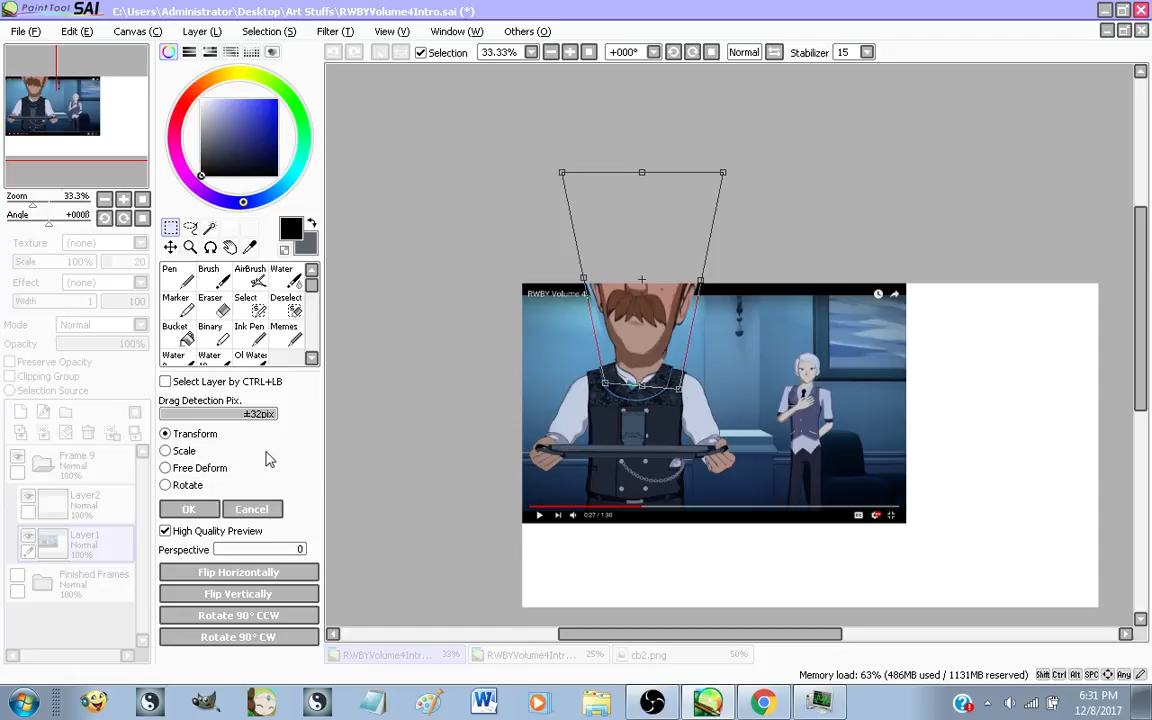 PaintTool SAI C:\Users\Administrator\Desktop\Art Stuffs\RWBYVolume4Intro.sai (*)
File (F) Edit (E) Canvas (C) Layer (L) Selection (S) Filter (T) View (V) Window (W) Others (O)
Selection 33.33% +000° Normal Stabilizer 15
Zoom 33.3%
Angle +000ß
Texture (none)
Scale 100% 20
Effect (none)
Width 1 100
Mode Normal
Opacity 100%
Preserve Opacity
Clipping Group
Selection Source
Frame 9
Normal
100%
Layer2
Normal
100%
Layer1
Normal
100%
Finished Frames
Normal
100%
Pen Brush AirBrush Water
Marker Eraser Select Deselect
Bucket Binary Ink Pen Memes
Water Water Ol Water
Select Layer by CTRL+LB
Drag Detection Pix.
±32pix
Transform
Scale
Free Deform
Rotate
OK Cancel
High Quality Preview
Perspective 0
Flip Horizontally
Flip Vertically
Rotate 90° CCW
Rotate 90° CW
RWBY Volume 4
0:27 / 1:30
RWBYVolume4Intro... 33% RWBYVolume4Intro... 25% cb2.png 50%
Memory load: 63% (486MB used / 1131MB reserved) Shift Ctrl Alt SPC Any
6:31 PM
12/8/2017